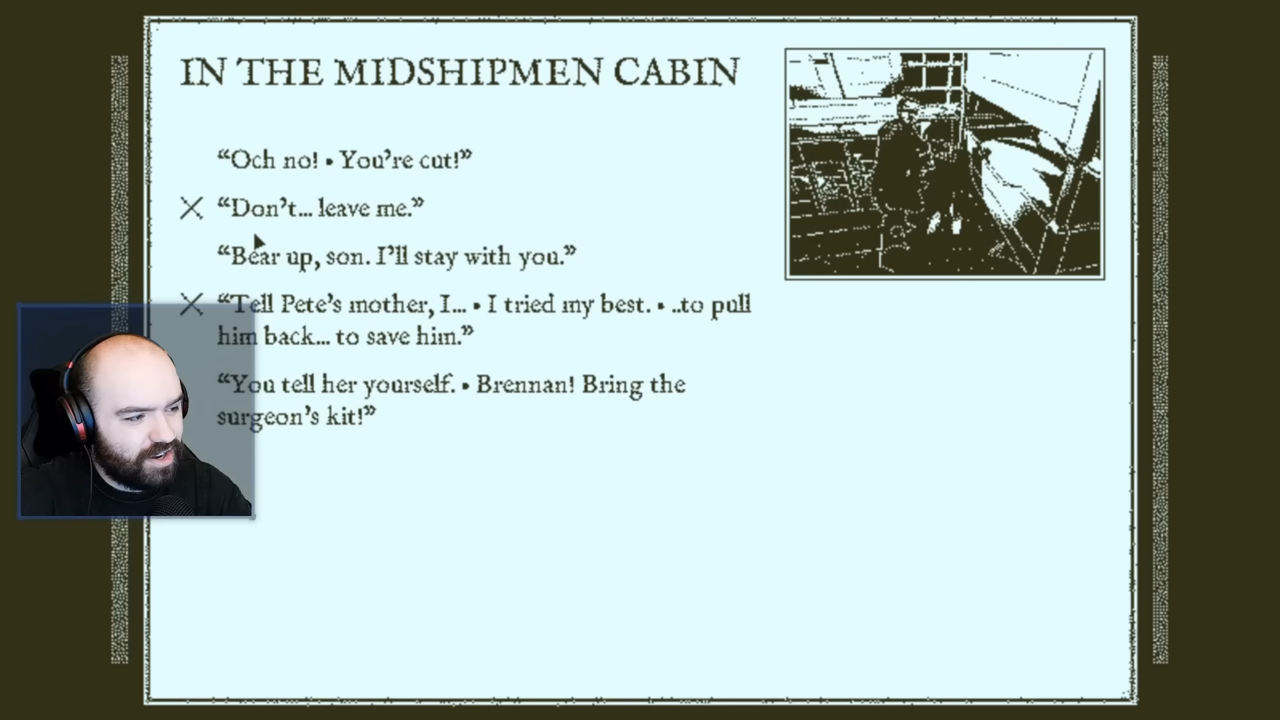 IN THE MIDSHIPMEN CABIN
“Och no! • You’re cut!”
“Don’t... leave me.”
“Bear up, son. I’ll stay with you.”
“Tell Pete’s mother, I... • I tried my best. • ..to pull
him back... to save him.”
“You tell her yourself. • Brennan! Bring the
surgeon’s kit!”